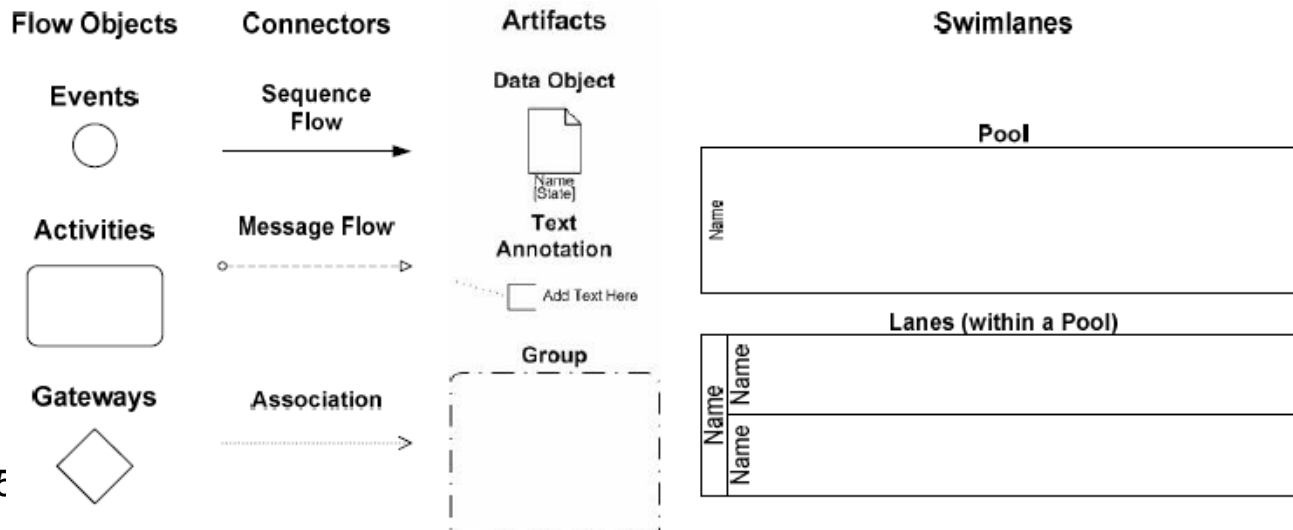 Flow Objects
Connectors
Artifacts
Swimlanes
Events
Sequence
Flow
Data Object
Name
[State]
Pool
Name
Activities
Message Flow
Text
Annotation
Add Text Here
Lanes (within a Pool)
Name
Name
Name
Group
Gateways
Association